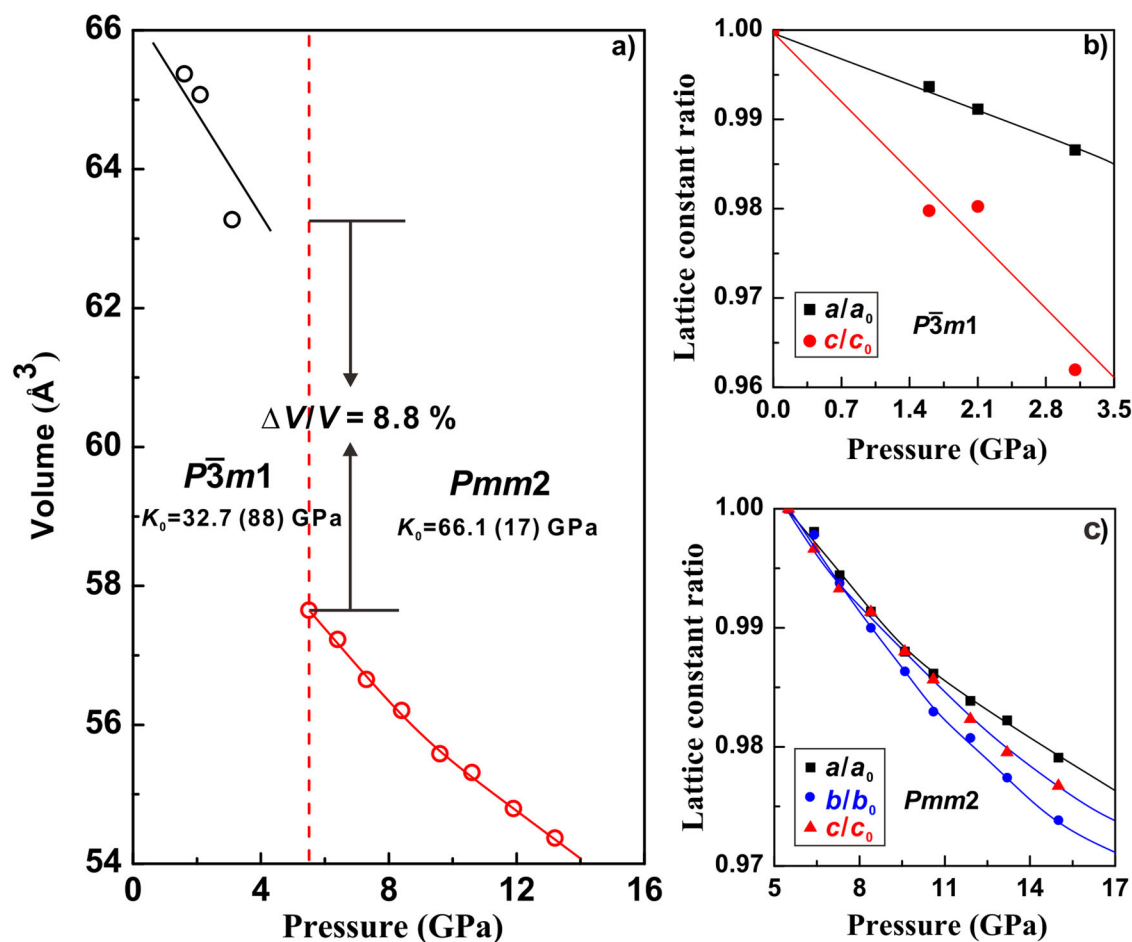 a)
66
64
62
60
58
56
54
Volume (Å³)
0
4
8
12
16
Pressure (GPa)
ΔV/V = 8.8 %
P3̅m1
K₀=32.7 (88) GPa
Pmm2
K₀=66.1 (17) GPa
b)
1.00
0.99
0.98
0.97
0.96
Lattice constant ratio
a/a₀
c/c₀
P3̅m1
0.0
0.7
1.4
2.1
2.8
3.5
Pressure (GPa)
c)
1.00
0.99
0.98
0.97
Lattice constant ratio
a/a₀
b/b₀
c/c₀
Pmm2
5
8
11
14
17
Pressure (GPa)